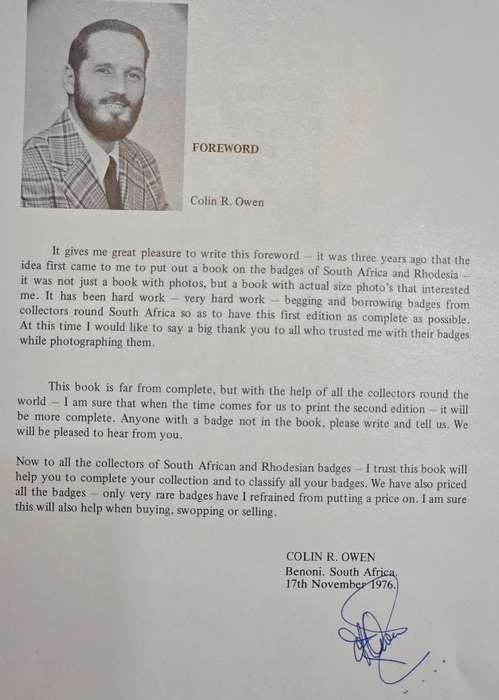 FOREWORD
Colin R. Owen
It gives me great pleasure to write this foreword – it was three years ago that the
idea first came to me to put out a book on the badges of South Africa and Rhodesia –
it was not just a book with photos, but a book with actual size photo's that interested
me. It has been hard work – very hard work – begging and borrowing badges from
collectors round South Africa so as to have this first edition as complete as possible.
At this time I would like to say a big thank you to all who trusted me with their badges
while photographing them.
This book is far from complete, but with the help of all the collectors round the
world – I am sure that when the time comes for us to print the second edition – it will
be more complete. Anyone with a badge not in the book, please write and tell us. We
will be pleased to hear from you.
Now to all the collectors of South African and Rhodesian badges – I trust this book will
help you to complete your collection and to classify all your badges. We have also priced
all the badges – only very rare badges have I refrained from putting a price on. I am sure
this will also help when buying, swopping or selling.
COLIN R. OWEN
Benoni. South Africa.
17th November 1976.